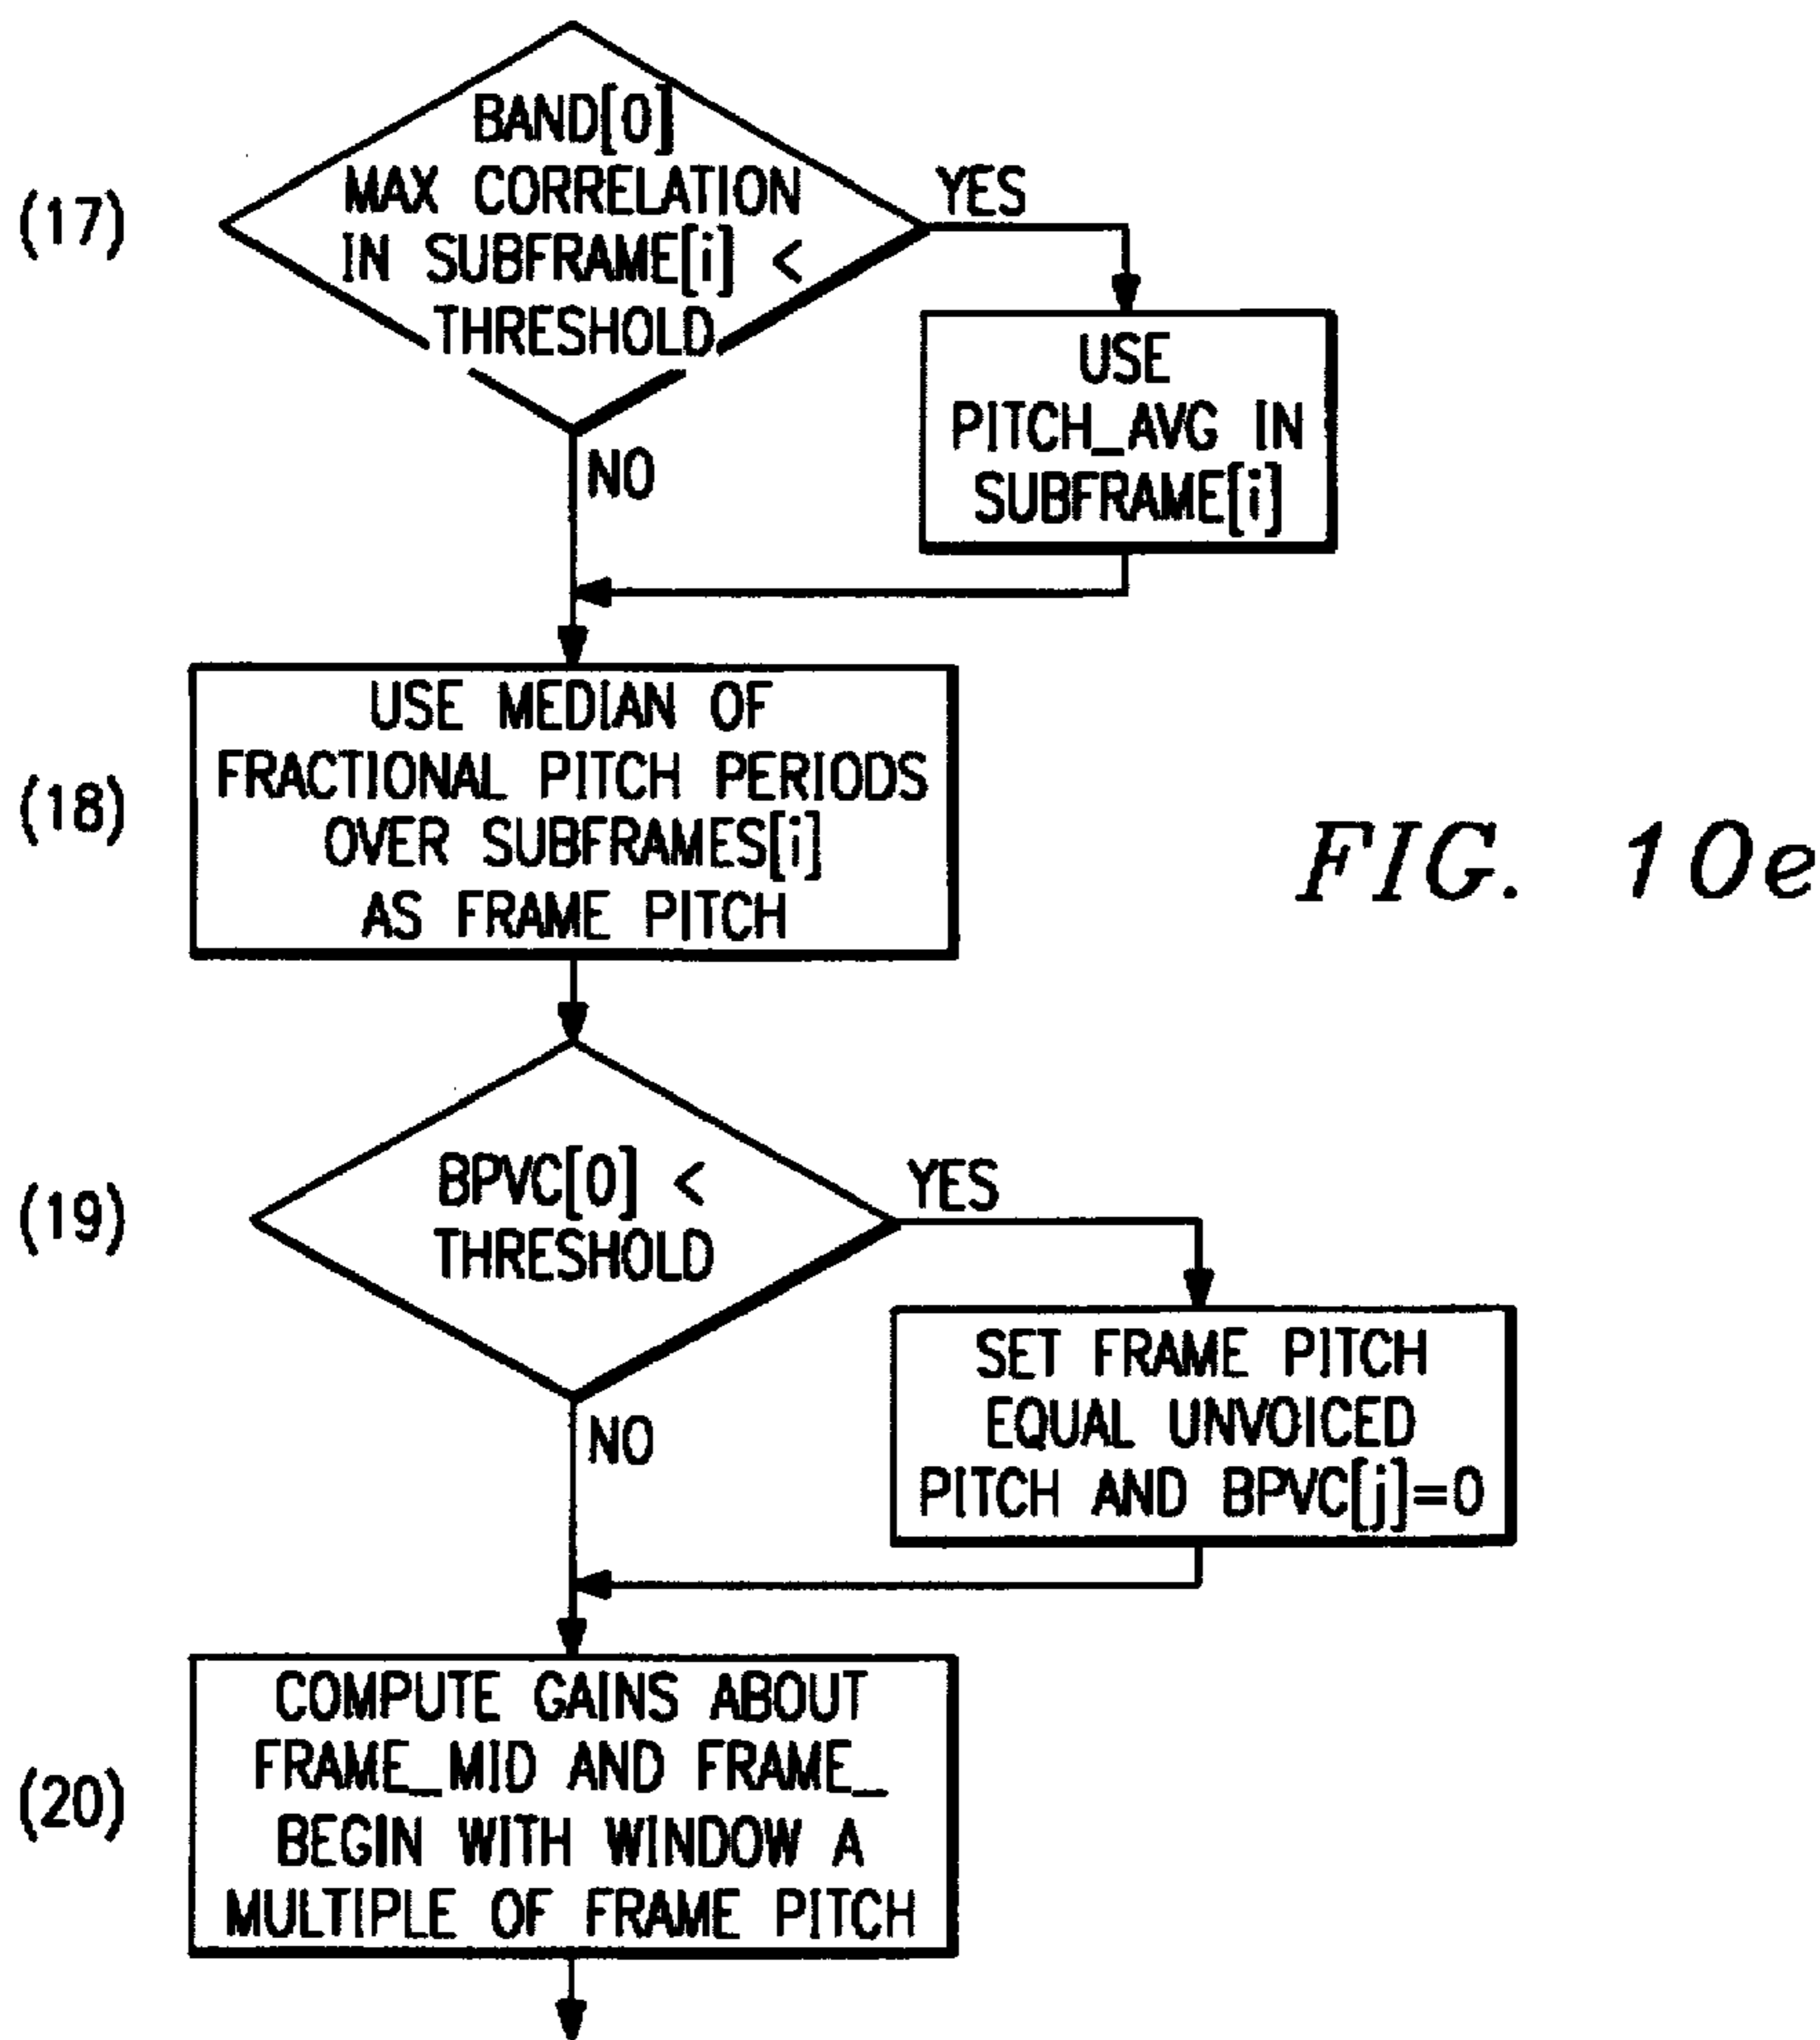 (17)
BAND[0]
MAX CORRELATION
IN SUBFRAME[i] <
THRESHOLD
YES
NO
USE
PITCH_AVG IN
SUBFRAME[i]
(18)
USE MEDIAN OF
FRACTIONAL PITCH PERIODS
OVER SUBFRAMES[i]
AS FRAME PITCH
FIG. 10e
(19)
BPVC[0] <
THRESHOLD
YES
NO
SET FRAME PITCH
EQUAL UNVOICED
PITCH AND BPVC[j]=0
(20)
COMPUTE GAINS ABOUT
FRAME_MID AND FRAME_
BEGIN WITH WINDOW A
MULTIPLE OF FRAME PITCH